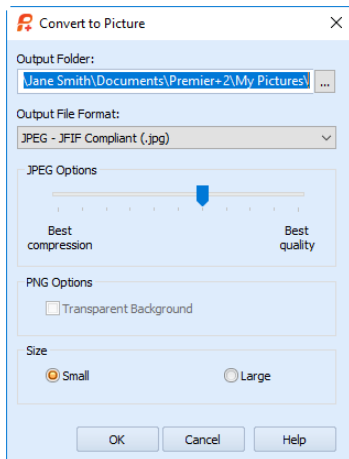 Convert to Picture
Output Folder:
\Jane Smith\Documents\Premier+2\My Pictures\
...
Output File Format:
JPEG - JFIF Compliant (.jpg)
JPEG Options
Best compression
Best quality
PNG Options
Transparent Background
Size
Small
Large
OK
Cancel
Help